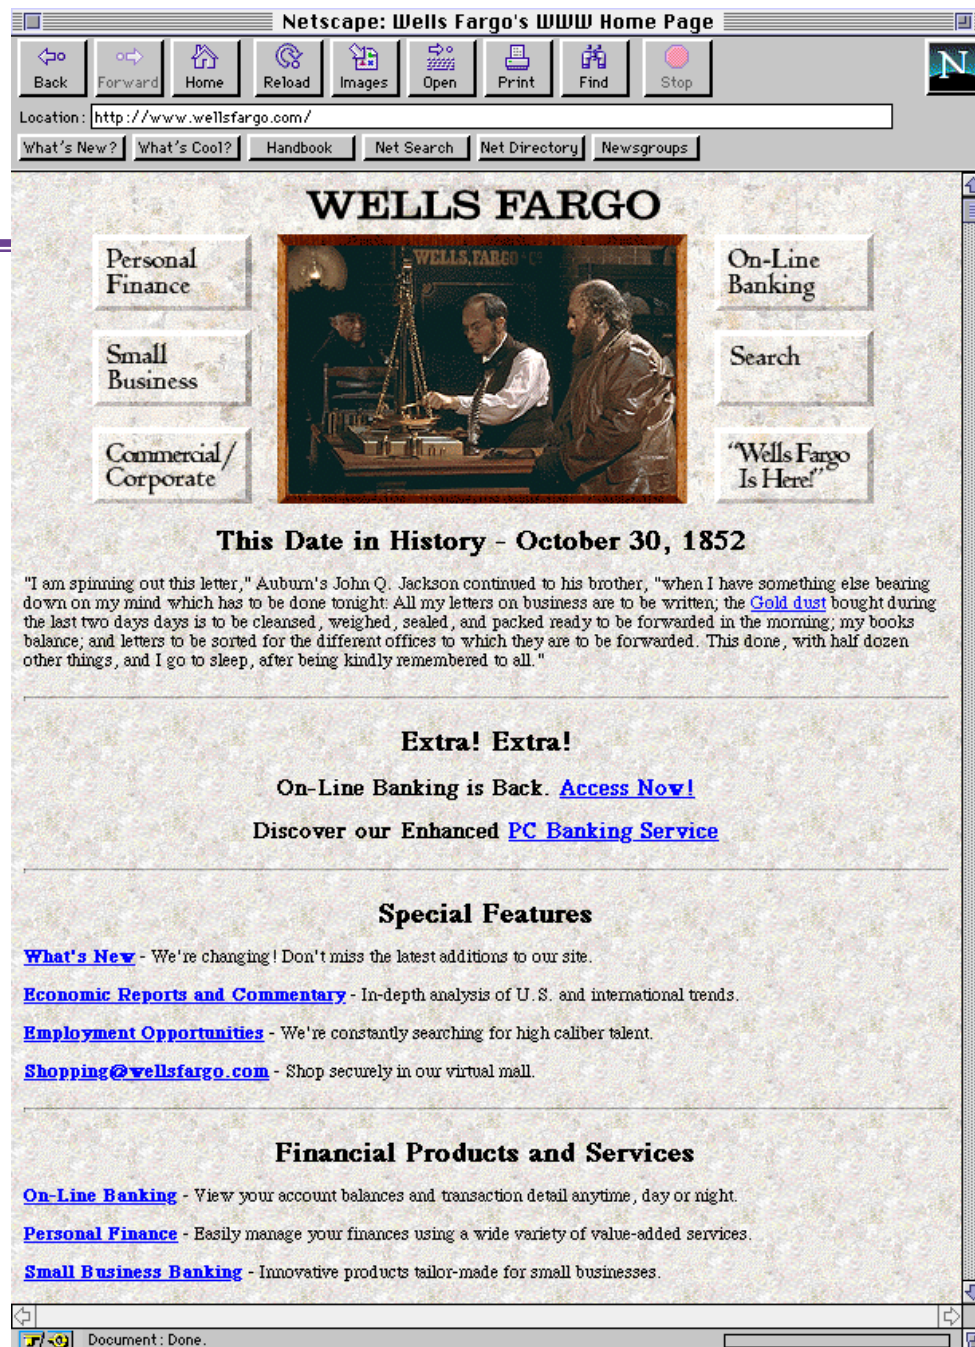 Netscape: Wells Fargo's WWW Home Page
Back Forward Home Reload Images Open Print Find Stop
N
Location: http://www.wellsfargo.com/
What's New? What's Cool? Handbook Net Search Net Directory Newsgroups
WELLS FARGO
Personal
Finance
Small
Business
Commercial/
Corporate
WELLS, FARGO & Co
On-Line
Banking
Search
"Wells Fargo
Is Here!"
This Date in History - October 30, 1852
"I am spinning out this letter," Auburn's John Q. Jackson continued to his brother, "when I have something else bearing
down on my mind which has to be done tonight: All my letters on business are to be written; the Gold dust bought during
the last two days days is to be cleansed, weighed, sealed, and packed ready to be forwarded in the morning; my books
balance; and letters to be sorted for the different offices to which they are to be forwarded. This done, with half dozen
other things, and I go to sleep, after being kindly remembered to all."
Extra! Extra!
On-Line Banking is Back. Access Now!
Discover our Enhanced PC Banking Service
Special Features
What's New - We're changing! Don't miss the latest additions to our site.
Economic Reports and Commentary - In-depth analysis of U.S. and international trends.
Employment Opportunities - We're constantly searching for high caliber talent.
Shopping@wellsfargo.com - Shop securely in our virtual mall.
Financial Products and Services
On-Line Banking - View your account balances and transaction detail anytime, day or night.
Personal Finance - Easily manage your finances using a wide variety of value-added services.
Small Business Banking - Innovative products tailor-made for small businesses.
Document: Done.